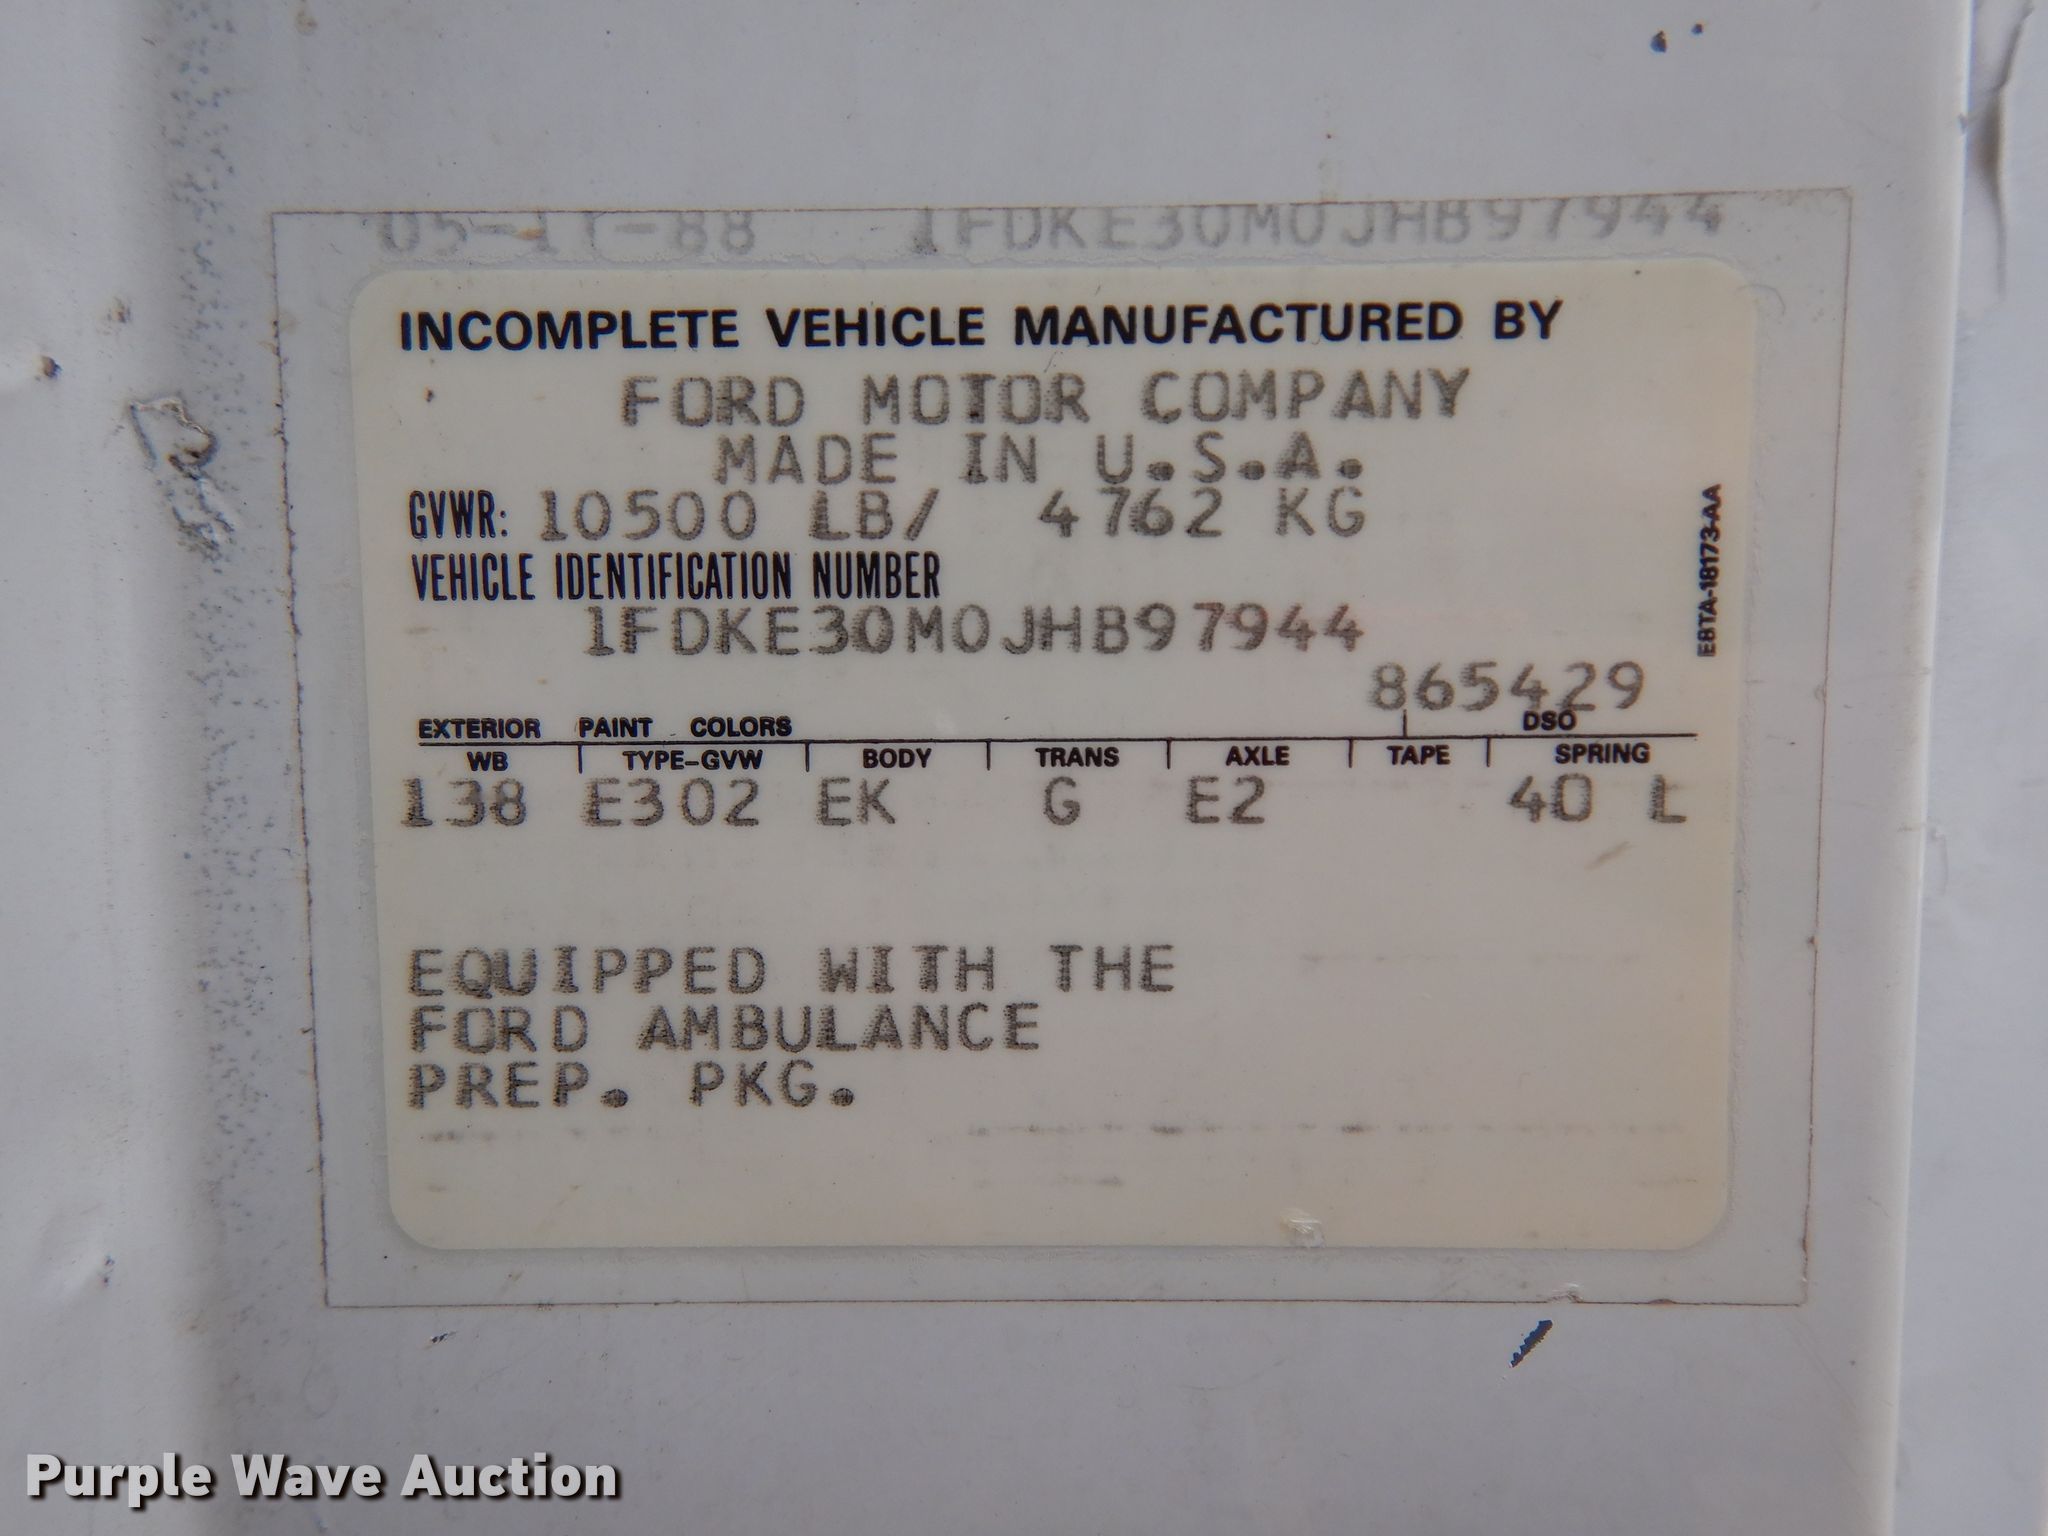 05-11-88 1FDKE30M0JHB97944
INCOMPLETE VEHICLE MANUFACTURED BY
FORD MOTOR COMPANY
MADE IN U.S.A.
GVWR: 10500 LB/ 4762 KG
VEHICLE IDENTIFICATION NUMBER
1FDKE30M0JHB97944
E8TA-18173-AA
865429
EXTERIOR PAINT COLORS DSO
WB TYPE-GVW BODY TRANS AXLE TAPE SPRING
138 E302 EK G E2 40 L
EQUIPPED WITH THE
FORD AMBULANCE
PREP. PKG.
Purple Wave Auction